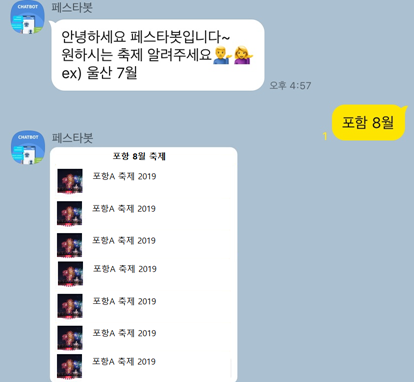 페스타봇
CHATBOT
안녕하세요 페스타봇입니다~
원하시는 축제 알려주세요💁‍♂️💁‍♀️
ex) 울산 7월
오후 4:57
1 포함 8월
페스타봇
CHATBOT
포함 8월 축제
포항A 축제 2019
포항A 축제 2019
포항A 축제 2019
포항A 축제 2019
포항A 축제 2019
포항A 축제 2019
포항A 축제 2019